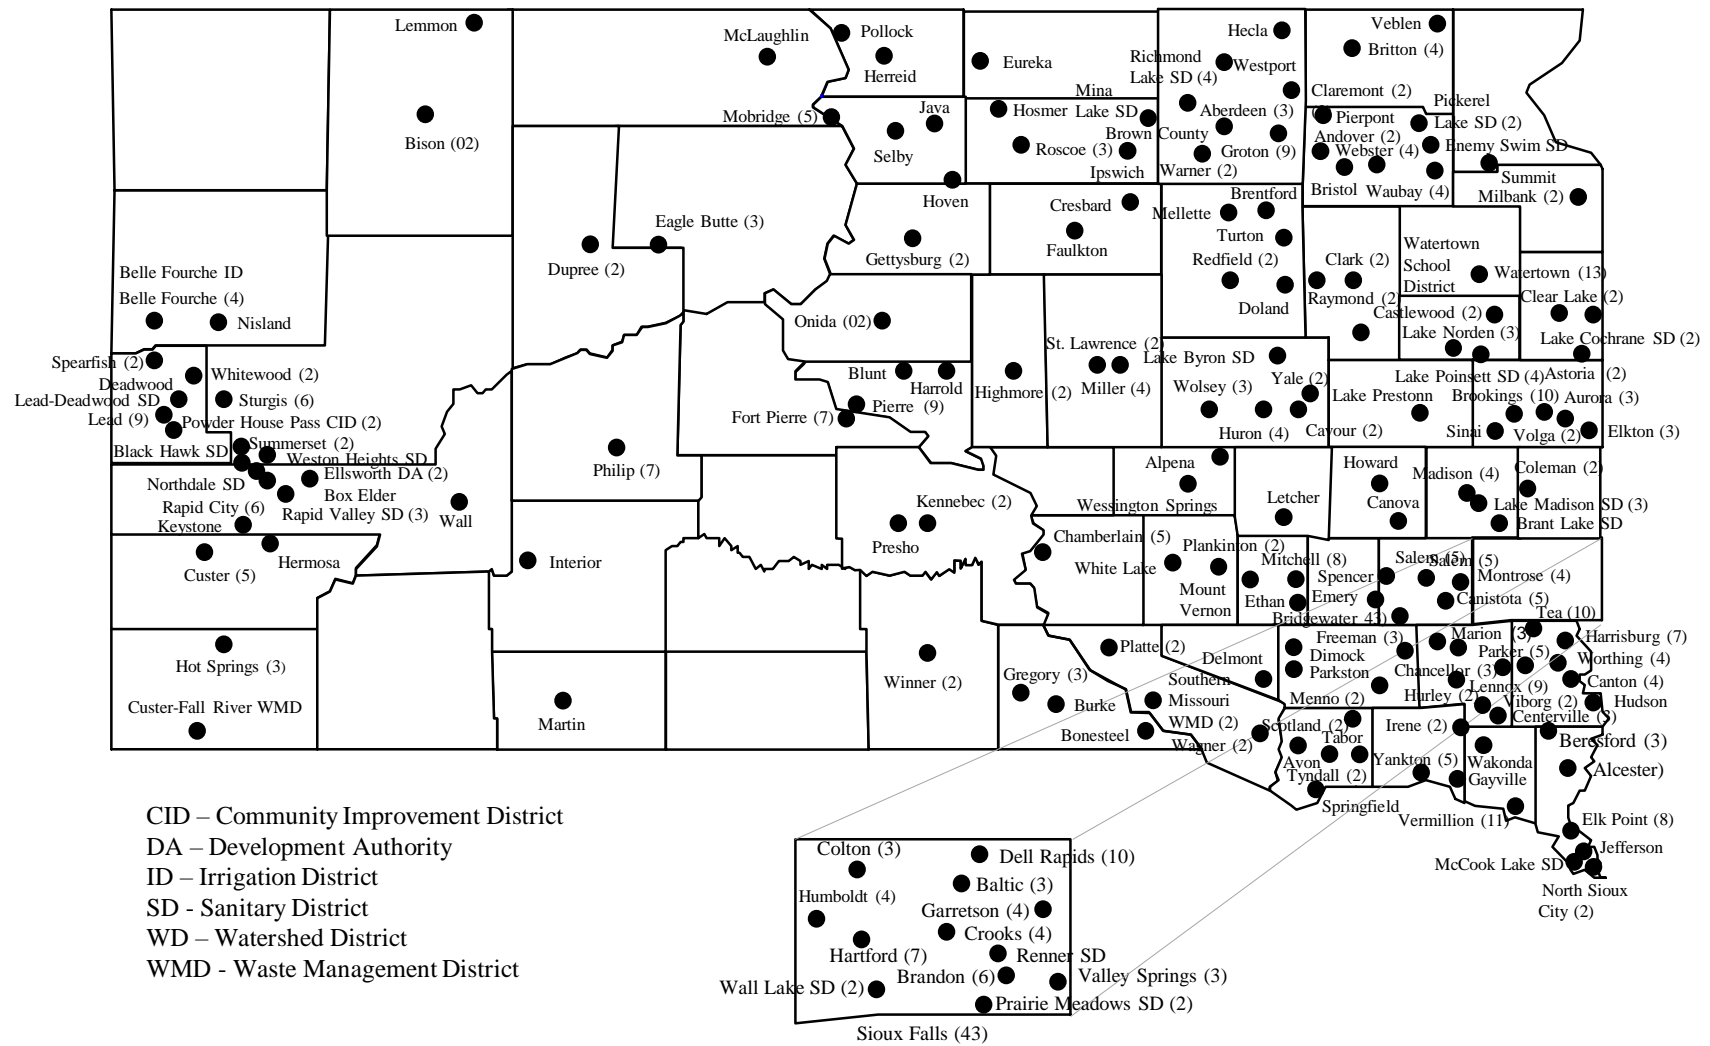 Lemmon
McLaughlin
Pollock
Herreid
Eureka
Hecla
Richmond
Lake SD (4)
Westport
Veblen
Britton (4)
Bison (02)
Mobridge (5)
Java
Selby
Mina
Hosmer Lake SD
Roscoe (3)
Ipswich
Aberdeen (3)
Brown County
Groton (9)
Warner (2)
Claremont (2)
Pierpont
Andover (2)
Webster (4)
Bristol
Waubay (4)
Pickerel
Lake SD (2)
Enemy Swim SD
Summit
Milbank (2)
Hoven
Eagle Butte (3)
Dupree (2)
Gettysburg (2)
Cresbard
Faulkton
Brentford
Mellette
Turton
Redfield (2)
Doland
Clark (2)
Raymond (2)
Watertown
School
District
Watertown (13)
Castlewood (2)
Lake Norden (3)
Clear Lake (2)
Lake Cochrane SD (2)
Belle Fourche ID
Belle Fourche (4)
Nisland
Onida (02)
Spearfish (2)
Deadwood
Lead-Deadwood SD
Lead (9)
Whitewood (2)
Sturgis (6)
Powder House Pass CID (2)
Black Hawk SD
Summerset (2)
Weston Heights SD
Ellsworth DA (2)
Northdale SD
Box Elder
Rapid City (6)
Rapid Valley SD (3)
Keystone
Wall
Philip (7)
Blunt
Harrold
Pierre (9)
Fort Pierre (7)
Highmore (2)
St. Lawrence (2)
Miller (4)
Lake Byron SD
Wolsey (3)
Yale (2)
Huron (4)
Cavour (2)
Lake Prestonn
Lake Poinsett SD (4)
Astoria (2)
Brookings (10)
Aurora (3)
Sinai
Volga (2)
Elkton (3)
Custer (5)
Hermosa
Interior
Kennebec (2)
Presho
Alpena
Wessington Springs
Letcher
Howard
Canova
Madison (4)
Coleman (2)
Lake Madison SD (3)
Brant Lake SD
Chamberlain (5)
White Lake
Plankinton (2)
Mount
Vernon
Mitchell (8)
Ethan
Spencer
Emery
Bridgewater 43)
Salem (5)
Salem (5)
Montrose (4)
Canistota (5)
Hot Springs (3)
Custer-Fall River WMD
Martin
Winner (2)
Gregory (3)
Burke
Bonesteel
Platte (2)
Delmont
Southern
Missouri
WMD (2)
Wagner (2)
Freeman (3)
Dimock
Parkston
Menno (2)
Marion (3)
Chancellor (3)
Parker (5)
Hurley (2)
Lennox (9)
Viborg (2)
Centerville (3)
Tea (10)
Harrisburg (7)
Worthing (4)
Canton (4)
Hudson
Scotland (2)
Tabor
Avon
Tyndall (2)
Springfield
Irene (2)
Yankton (5)
Wakonda
Gayville
Vermillion (11)
Beresford (3)
Alcester)
Elk Point (8)
Jefferson
McCook Lake SD
North Sioux
City (2)
CID – Community Improvement District
DA – Development Authority
ID – Irrigation District
SD - Sanitary District
WD – Watershed District
WMD - Waste Management District
Colton (3)
Dell Rapids (10)
Humboldt (4)
Baltic (3)
Garretson (4)
Crooks (4)
Hartford (7)
Renner SD
Brandon (6)
Valley Springs (3)
Wall Lake SD (2)
Prairie Meadows SD (2)
Sioux Falls (43)